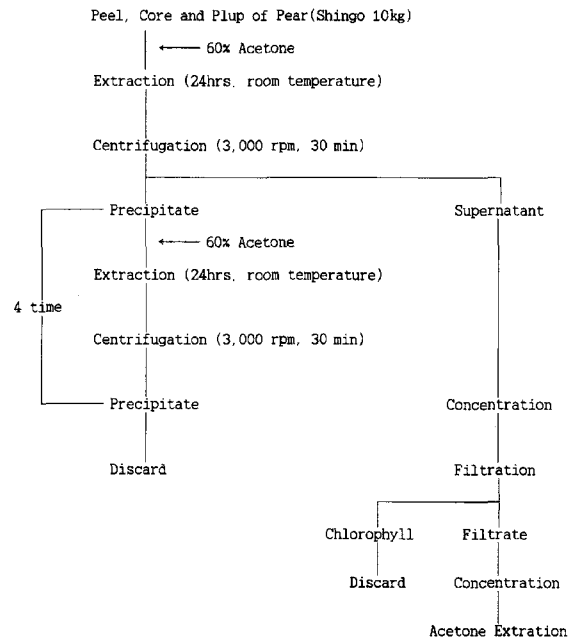 Peel, Core and Plup of Pear(Shingo 10kg)
60% Acetone
Extraction (24hrs. room temperature)
Centrifugation (3,000 rpm, 30 min)
Precipitate Supernatant
60% Acetone
Extraction (24hrs. room temperature)
4 time
Centrifugation (3,000 rpm, 30 min)
Precipitate Concentration
Discard Filtration
Chlorophyll Filtrate
Discard Concentration
Acetone Extration